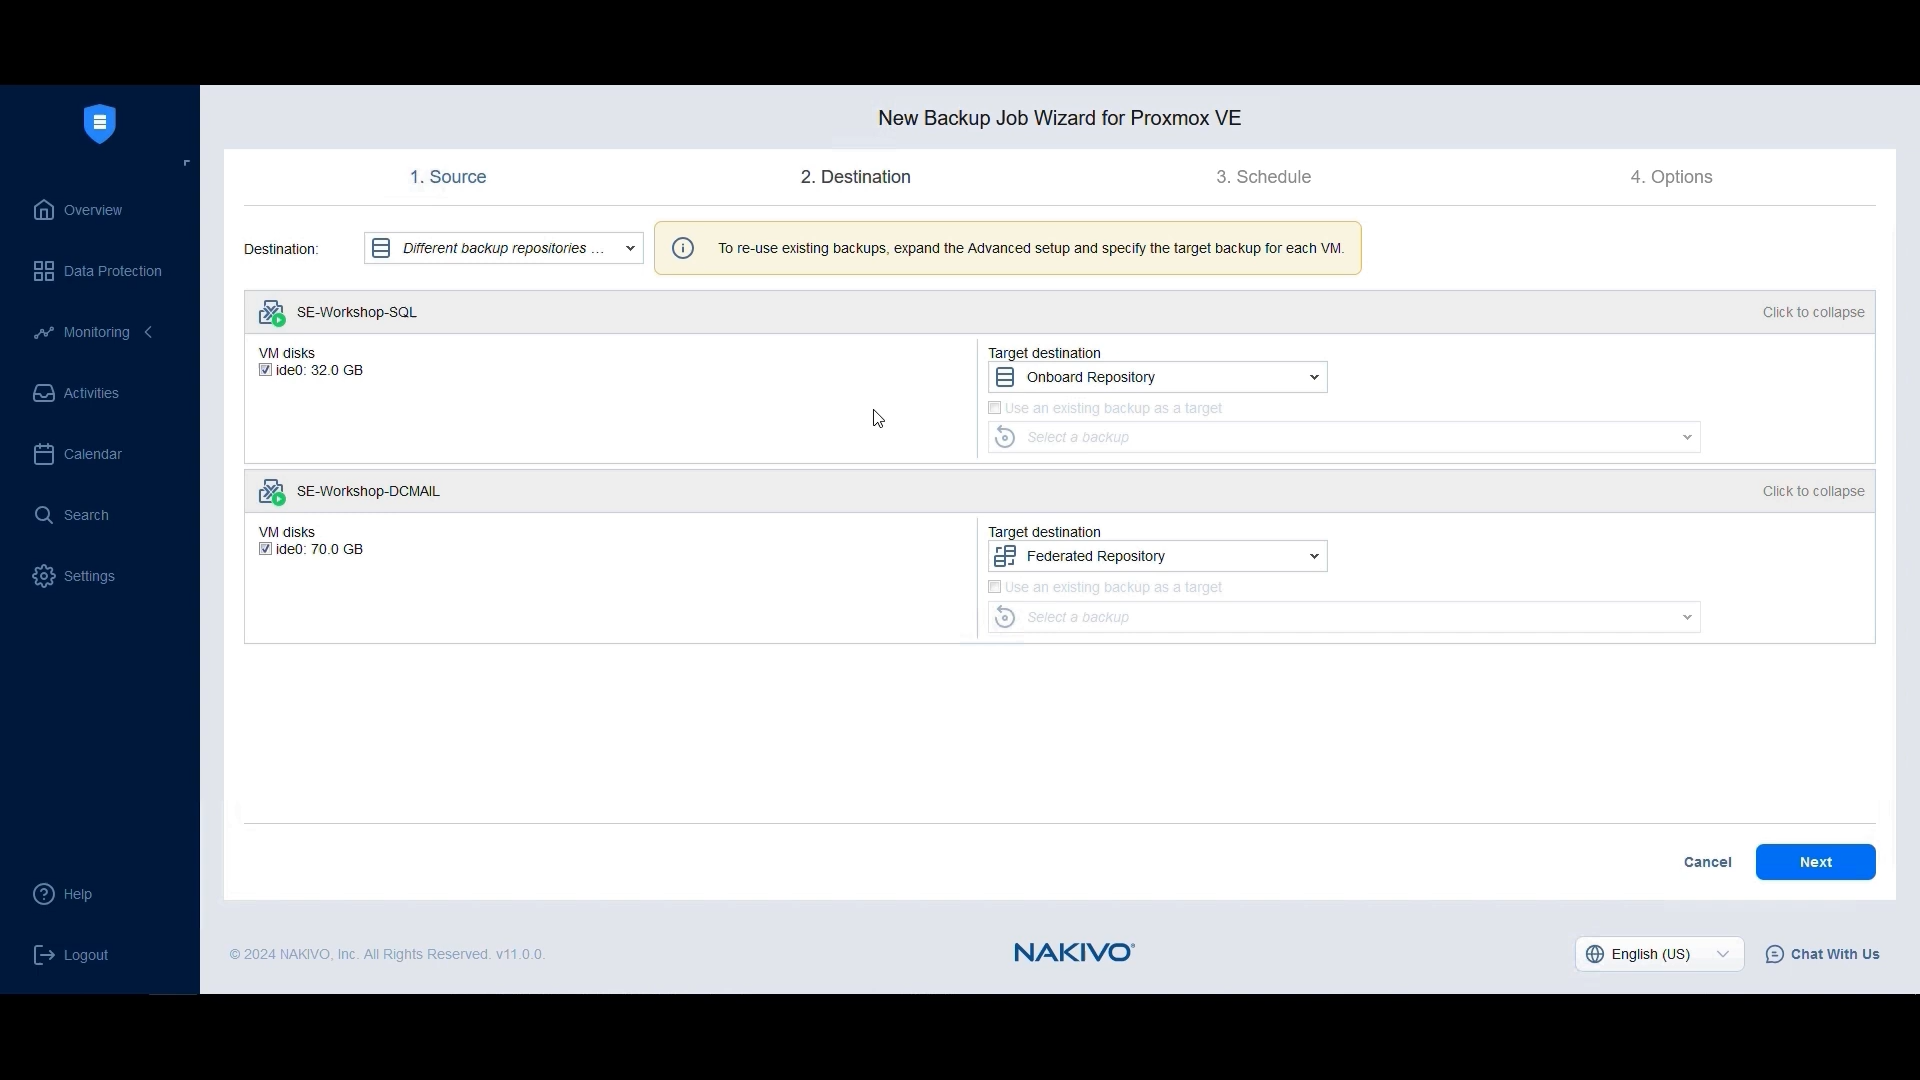 New Backup Job Wizard for Proxmox VE
1. Source
2. Destination
3. Schedule
4. Options
Overview
Data Protection
Monitoring
Activities
Calendar
Search
Settings
Help
Logout
Destination:
Different backup repositories ...
To re-use existing backups, expand the Advanced setup and specify the target backup for each VM.
SE-Workshop-SQL
Click to collapse
VM disks
ide0: 32.0 GB
Target destination
Onboard Repository
Use an existing backup as a target
Select a backup
SE-Workshop-DCMAIL
Click to collapse
VM disks
ide0: 70.0 GB
Target destination
Federated Repository
Use an existing backup as a target
Select a backup
Cancel
Next
© 2024 NAKIVO, Inc. All Rights Reserved. v11.0.0.
NAKIVO®
English (US)
Chat With Us